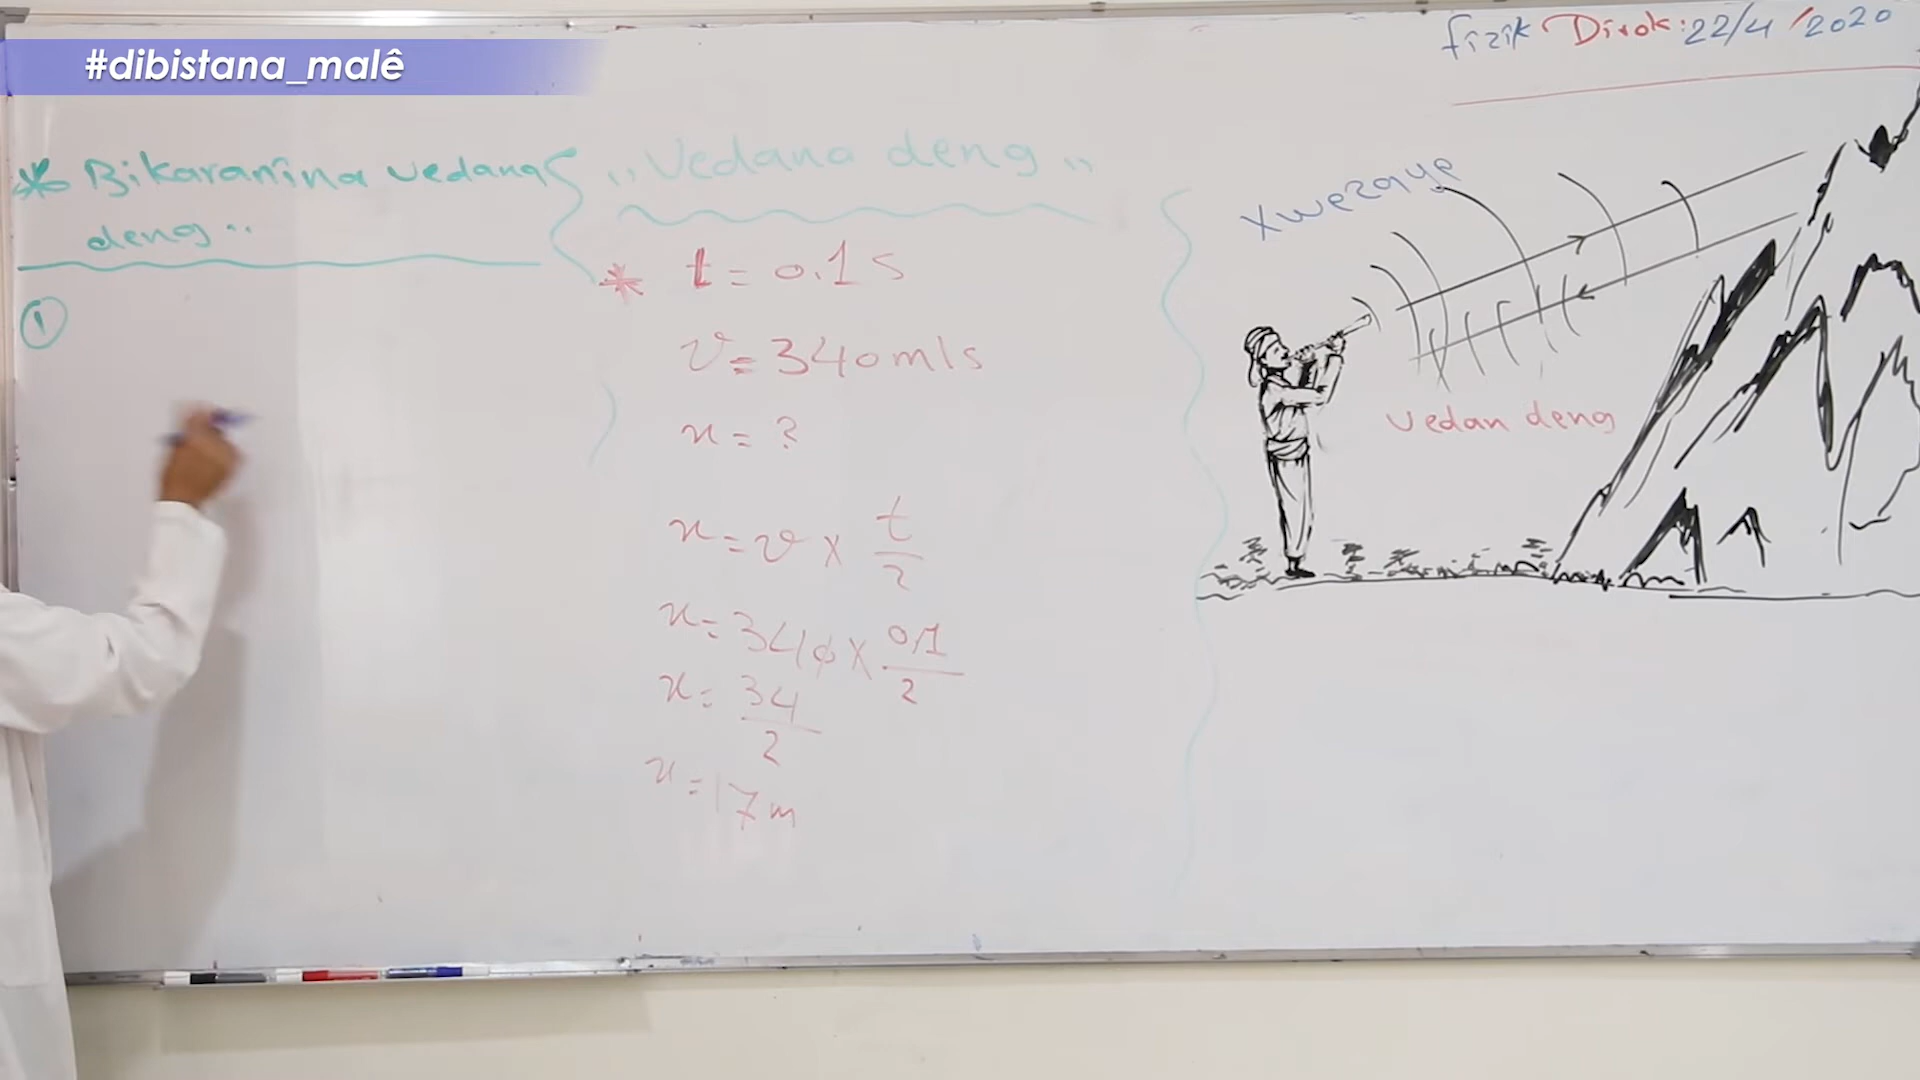 #dibistana_malê
fizik Dirok: 22/4/2020
* Bikaranîna vedana
deng..
①
,, Vedana deng ,,
* t = 0.1 s
v = 340 m/s
x = ?
x = v × t/2
x = 340 × 0,1/2
x = 34/2
x = 17 m
Xwezaye
vedan deng